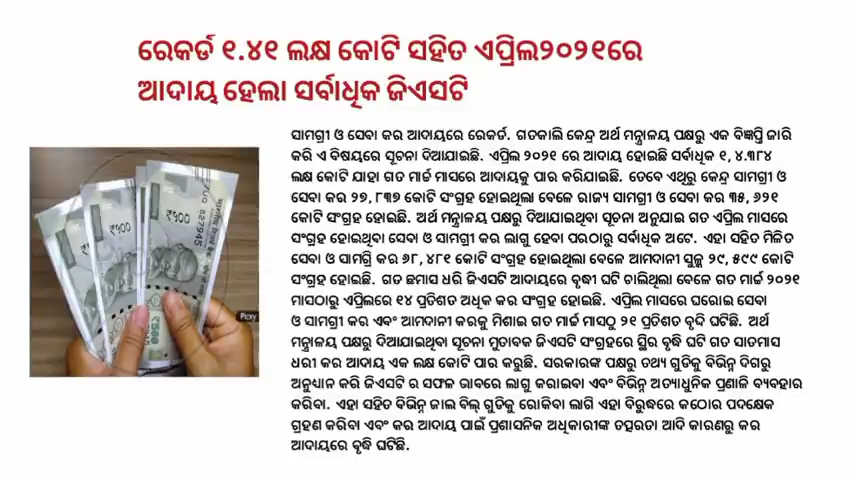 ରେକର୍ଡ ୧.୪୧ ଲକ୍ଷ କୋଟି ସହିତ ଏପ୍ରିଲ୨୦୨୧ରେ
ଆଦାୟ ହେଲା ସର୍ବାଧିକ ଜିଏସଟି
ସାମଗ୍ରୀ ଓ ସେବା କର ଆଦାୟରେ ରେକର୍ଡ. ଗତକାଲି କେନ୍ଦ୍ର ଅର୍ଥ ମନ୍ତ୍ରାଳୟ ପକ୍ଷରୁ ଏକ ବିଜ୍ଞପ୍ତି ଜାରି
କରି ଏ ବିଷୟରେ ସୂଚନା ଦିଆଯାଇଛି. ଏପ୍ରିଲ ୨୦୨୧ ରେ ଆଦାୟ ହୋଇଛି ସର୍ବାଧିକ ୧, ୪.୩୮୪
ଲକ୍ଷ କୋଟି ଯାହା ଗତ ମାର୍ଚ୍ଚ ମାସରେ ଆଦାୟକୁ ପାର କରିଯାଇଛି. ତେବେ ଏଥିରୁ କେନ୍ଦ୍ର ସାମଗ୍ରୀ ଓ
ସେବା କର ୨୭, ୮୩୭ କୋଟି ସଂଗ୍ରହ ହୋଇଥିଲା ବେଳେ ରାଜ୍ୟ ସାମଗ୍ରୀ ଓ ସେବା କର ୩୫, ୬୨୧
କୋଟି ସଂଗ୍ରହ ହୋଇଛି. ଅର୍ଥ ମନ୍ତ୍ରାଳୟ ପକ୍ଷରୁ ଦିଆଯାଇଥିବା ସୂଚନା ଅନୁଯାଇ ଗତ ଏପ୍ରିଲ ମାସରେ
ସଂଗ୍ରହ ହୋଇଥିବା ସେବା ଓ ସାମଗ୍ରୀ କର ଲାଗୁ ହେବା ପରଠାରୁ ସର୍ବାଧିକ ଅଟେ. ଏହା ସହିତ ମିଳିତ
ସେବା ଓ ସାମଗ୍ରି କର ୬୮, ୪୮୧ କୋଟି ସଂଗ୍ରହ ହୋଇଥିଲା ବେଳେ ଆମଦାନୀ ସୁଳ୍କ ୨୯, ୫୯୯ କୋଟି
ସଂଗ୍ରହ ହୋଇଛି. ଗତ ଛମାସ ଧରି ଜିଏସଟି ଆଦାୟରେ ବୃଦ୍ଧୀ ଘଟି ଚାଲିଥିଲା ବେଳେ ଗତ ମାର୍ଚ୍ଚ ୨୦୨୧
ମାସଠାରୁ ଏପ୍ରିଲରେ ୧୪ ପ୍ରତିଶତ ଅଧିକ କର ସଂଗ୍ରହ ହୋଇଛି. ଏପ୍ରିଲ ମାସରେ ଘରୋଇ ସେବା
ଓ ସାମଗ୍ରୀ କର ଏବଂ ଆମଦାନୀ କରକୁ ମିଶାଇ ଗତ ମାର୍ଚ୍ଚ ମାସଠୁ ୨୧ ପ୍ରତିଶତ ବୃଦ୍ଦି ଘଟିଛି. ଅର୍ଥ
ମନ୍ତ୍ରାଳୟ ପକ୍ଷରୁ ଦିଆଯାଇଥିବା ସୂଚନା ମୁତାବକ ଜିଏସଟି ସଂଗ୍ରହରେ ସ୍ଥିର ବୃଦ୍ଧି ଘଟି ଗତ ସାତମାସ
ଧରୀ କର ଆଦାୟ ଏକ ଲକ୍ଷ କୋଟି ପାର କରୁଛି. ସରକାରଙ୍କ ପକ୍ଷରୁ ତଥ୍ୟ ଗୁଡିକୁ ବିଭିନ୍ନ ଦିଗରୁ
ଅନୁଧ୍ୟାନ କରି ଜିଏସଟି ର ସଫଳ ଭାବରେ ଲାଗୁ କରାଇବା ଏବଂ ବିଭିନ୍ନ ଅତ୍ୟାଧୁନିକ ପ୍ରଣାଳି ବ୍ୟବହାର
କରିବା. ଏହା ସହିତ ବିଭିନ୍ନ ଜାଲ ବିଲ୍ ଗୁଡିକୁ ରୋକିବା ଲାଗି ଏହା ବିରୁଦ୍ଧରେ କଠୋର ପଦକ୍ଷେକ
ଗ୍ରହଣ କରିବା ଏବଂ କର ଆଦାୟ ପାଇଁ ପ୍ରଶାସନିକ ଅଧିକାରୀଙ୍କ ତତ୍ପରତା ଆଦି କାରଣରୁ କର
ଆଦାୟରେ ବୃଦ୍ଧି ଘଟିଛି.
₹୫୦୦
₹୫୦୦
7UG 527945
Picxy